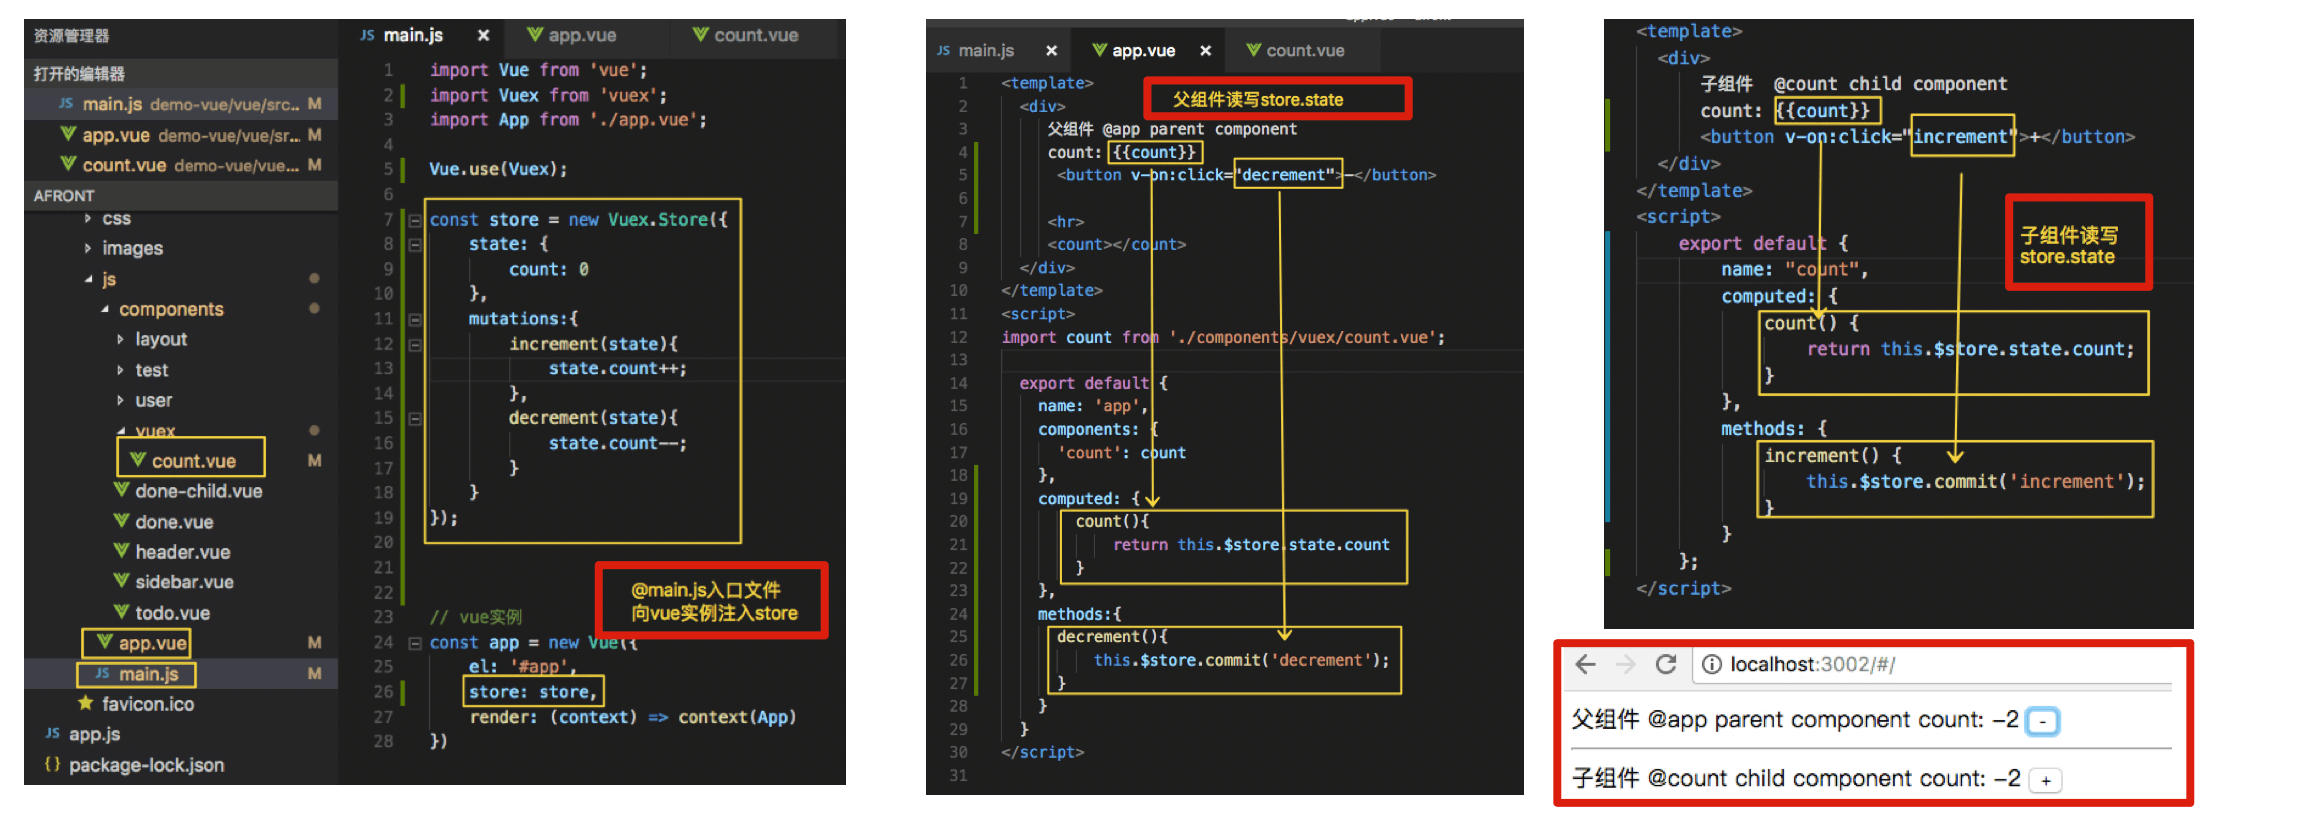 资源管理器
打开的编辑器
JS main.js demo-vue/vue/src... M
app.vue demo-vue/vue/sr... M
count.vue demo-vue/vue... M
AFRONT
css
images
js
components
layout
test
user
vuex
count.vue M
done-child.vue
done.vue
header.vue
sidebar.vue
todo.vue
app.vue M
JS main.js M
favicon.ico
JS app.js
{} package-lock.json
JS main.js × app.vue count.vue
1 import Vue from 'vue';
2 import Vuex from 'vuex';
3 import App from './app.vue';
4
5 Vue.use(Vuex);
6
7 const store = new Vuex.Store({
8 state: {
9 count: 0
10 },
11 mutations:{
12 increment(state){
13 state.count++;
14 },
15 decrement(state){
16 state.count--;
17 }
18 }
19 });
20
21
22
@main.js入口文件
向vue实例注入store
23 // vue实例
24 const app = new Vue({
25 el: '#app',
26 store: store,
27 render: (context) => context(App)
28 })
JS main.js × app.vue × count.vue
父组件读写store.state
1 <template>
2 <div>
3 父组件 @app parent component
4 count: {{count}}
5 <button v-on:click="decrement">-</button>
6
7 <hr>
8 <count></count>
9 </div>
10 </template>
11 <script>
12 import count from './components/vuex/count.vue';
13
14 export default {
15 name: 'app',
16 components: {
17 'count': count
18 },
19 computed: {
20 count(){
21 return this.$store.state.count
22 }
23 },
24 methods:{
25 decrement(){
26 this.$store.commit('decrement');
27 }
28 }
29 }
30 </script>
31
<template>
<div>
子组件 @count child component
count: {{count}}
<button v-on:click="increment">+</button>
</div>
</template>
<script>
子组件读写
store.state
export default {
name: "count",
computed: {
count() {
return this.$store.state.count;
}
},
methods: {
increment() {
this.$store.commit('increment');
}
}
};
</script>
localhost:3002/#/
父组件 @app parent component count: -2 -
子组件 @count child component count: -2 +